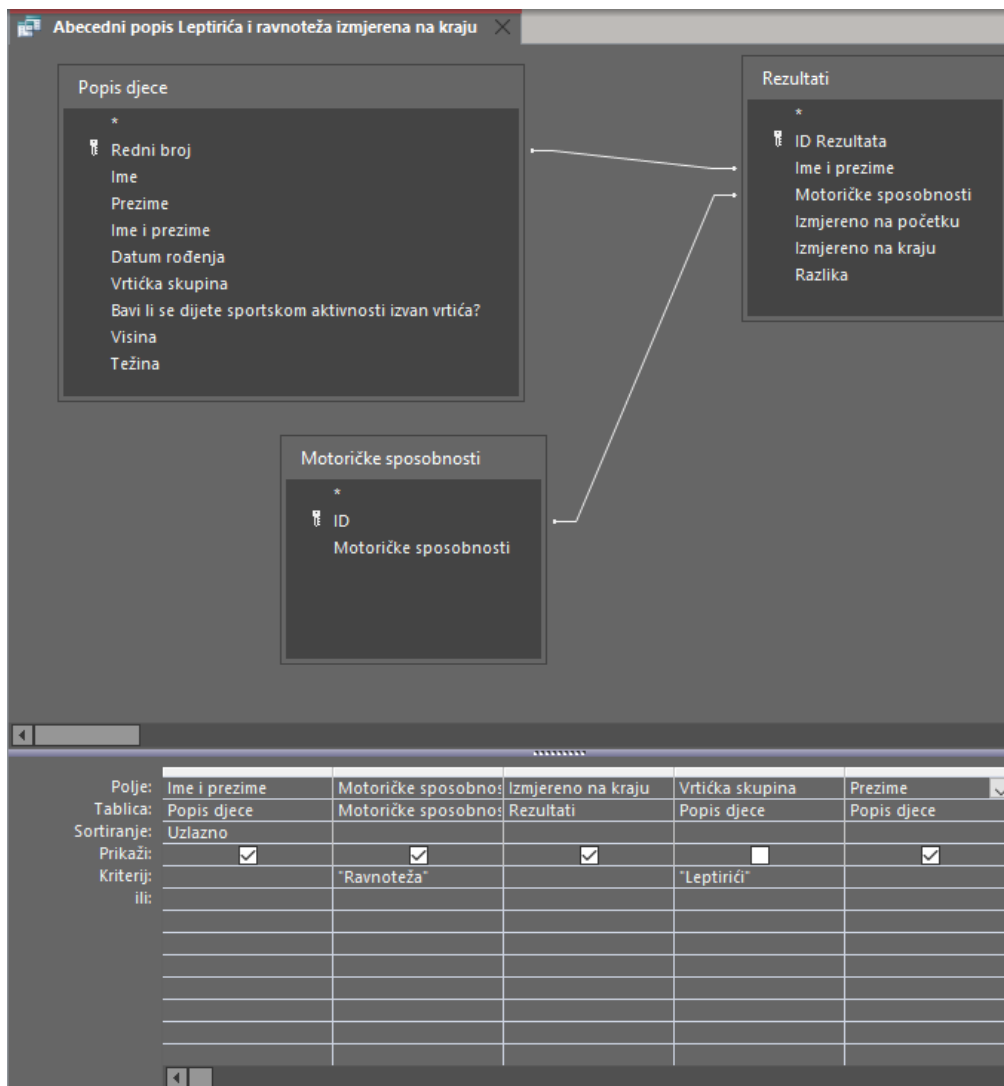 Abecedni popis Leptirića i ravnoteža izmjerena na kraju
Popis djece
*
Redni broj
Ime
Prezime
Ime i prezime
Datum rođenja
Vrtićka skupina
Bavi li se dijete sportskom aktivnosti izvan vrtića?
Visina
Težina
Rezultati
*
ID Rezultata
Ime i prezime
Motoričke sposobnosti
Izmjereno na početku
Izmjereno na kraju
Razlika
Motoričke sposobnosti
*
ID
Motoričke sposobnosti
Polje: Ime i prezime Motoričke sposobnos Izmjereno na kraju Vrtićka skupina Prezime
Tablica: Popis djece Motoričke sposobnos Rezultati Popis djece Popis djece
Sortiranje: Uzlazno
Prikaži:
Kriterij: "Ravnoteža" "Leptirići"
ili: